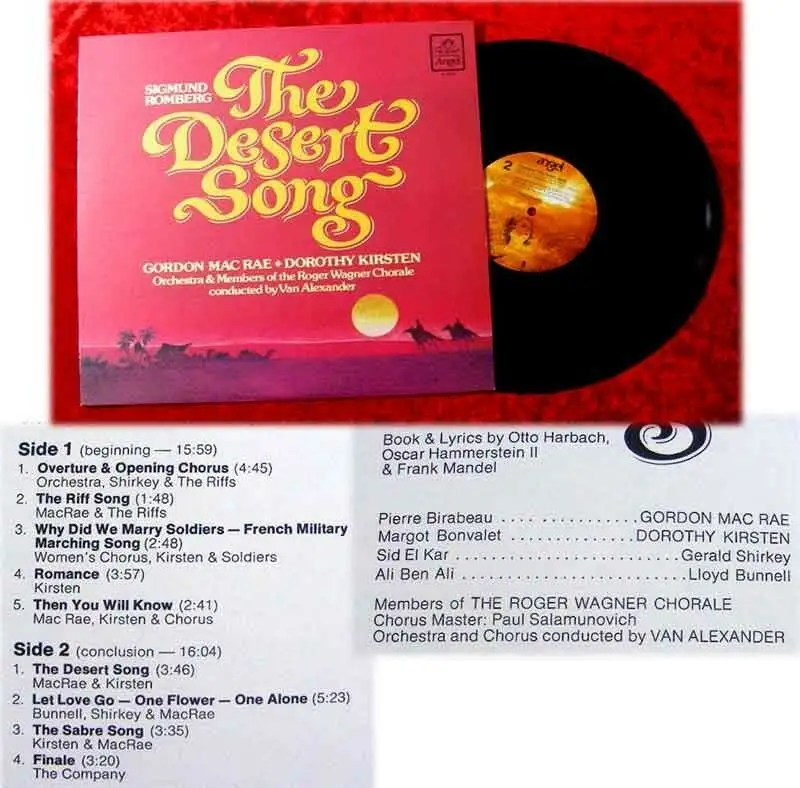 SIGMUND
ROMBERG
The
Desert
Song
Angel
GORDON MAC RAE • DOROTHY KIRSTEN
Orchestra & Members of the Roger Wagner Chorale
conducted by Van Alexander
2
angel
Side 1 (beginning — 15:59)
1. Overture & Opening Chorus (4:45)
Orchestra, Shirkey & The Riffs
2. The Riff Song (1:48)
MacRae & The Riffs
3. Why Did We Marry Soldiers — French Military
Marching Song (2:48)
Women's Chorus, Kirsten & Soldiers
4. Romance (3:57)
Kirsten
5. Then You Will Know (2:41)
Mac Rae, Kirsten & Chorus
Side 2 (conclusion — 16:04)
1. The Desert Song (3:46)
MacRae & Kirsten
2. Let Love Go — One Flower — One Alone (5:23)
Bunnell, Shirkey & MacRae
3. The Sabre Song (3:35)
Kirsten & MacRae
4. Finale (3:20)
The Company
Book & Lyrics by Otto Harbach,
Oscar Hammerstein II
& Frank Mandel
Pierre Birabeau . . . . . . . . . . . . . . . . GORDON MAC RAE
Margot Bonvalet . . . . . . . . . . . . . . . DOROTHY KIRSTEN
Sid El Kar . . . . . . . . . . . . . . . . . . . . . . . . . Gerald Shirkey
Ali Ben Ali . . . . . . . . . . . . . . . . . . . . . . . . . Lloyd Bunnell
Members of THE ROGER WAGNER CHORALE
Chorus Master: Paul Salamunovich
Orchestra and Chorus conducted by VAN ALEXANDER